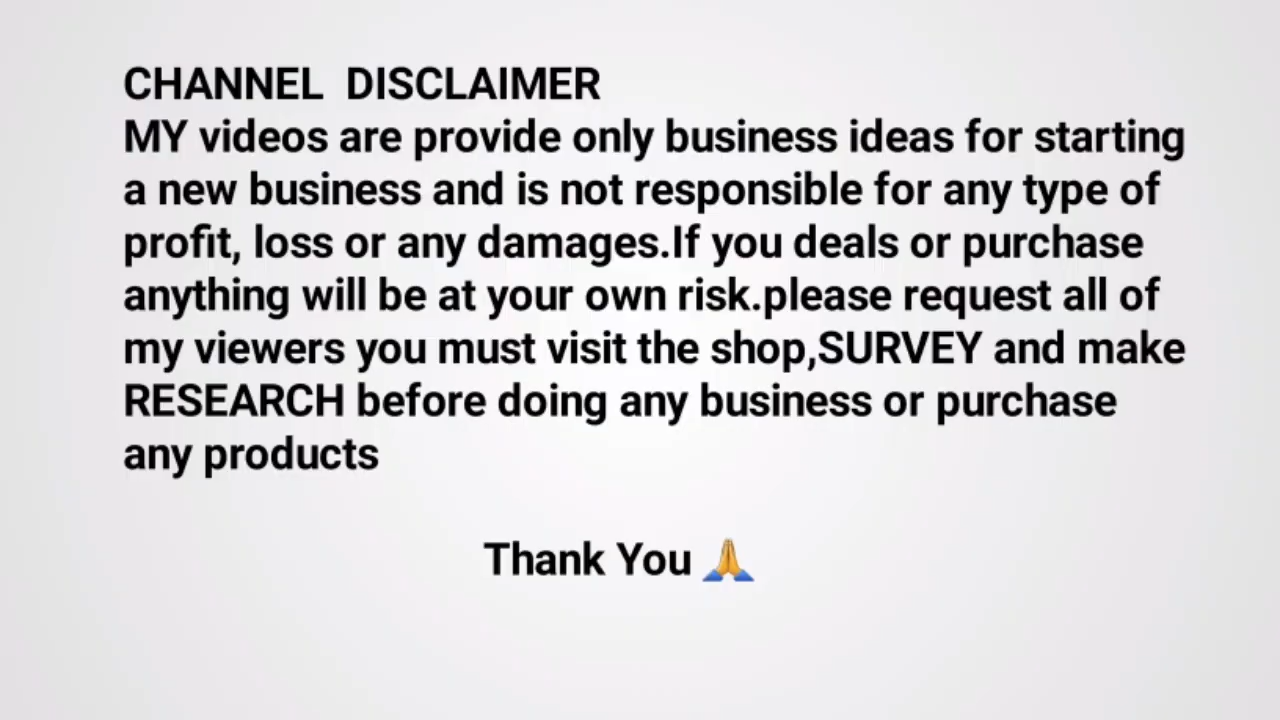 CHANNEL DISCLAIMER
MY videos are provide only business ideas for starting
a new business and is not responsible for any type of
profit, loss or any damages.If you deals or purchase
anything will be at your own risk.please request all of
my viewers you must visit the shop,SURVEY and make
RESEARCH before doing any business or purchase
any products
Thank You 🙏